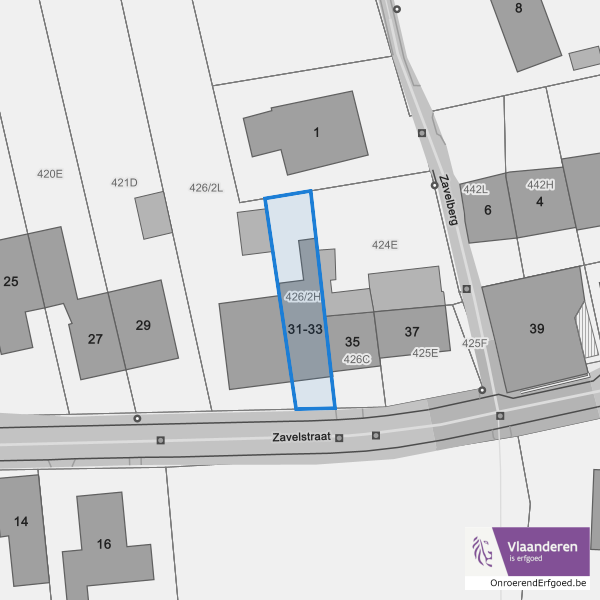 8
1
420E
421D
426/2L
Zavelberg
442L
442H
6
4
424E
25
426/2H
27
29
31-33
35
37
39
426C
425E
425F
Zavelstraat
14
16
Vlaanderen
is erfgoed
OnroerendErfgoed.be